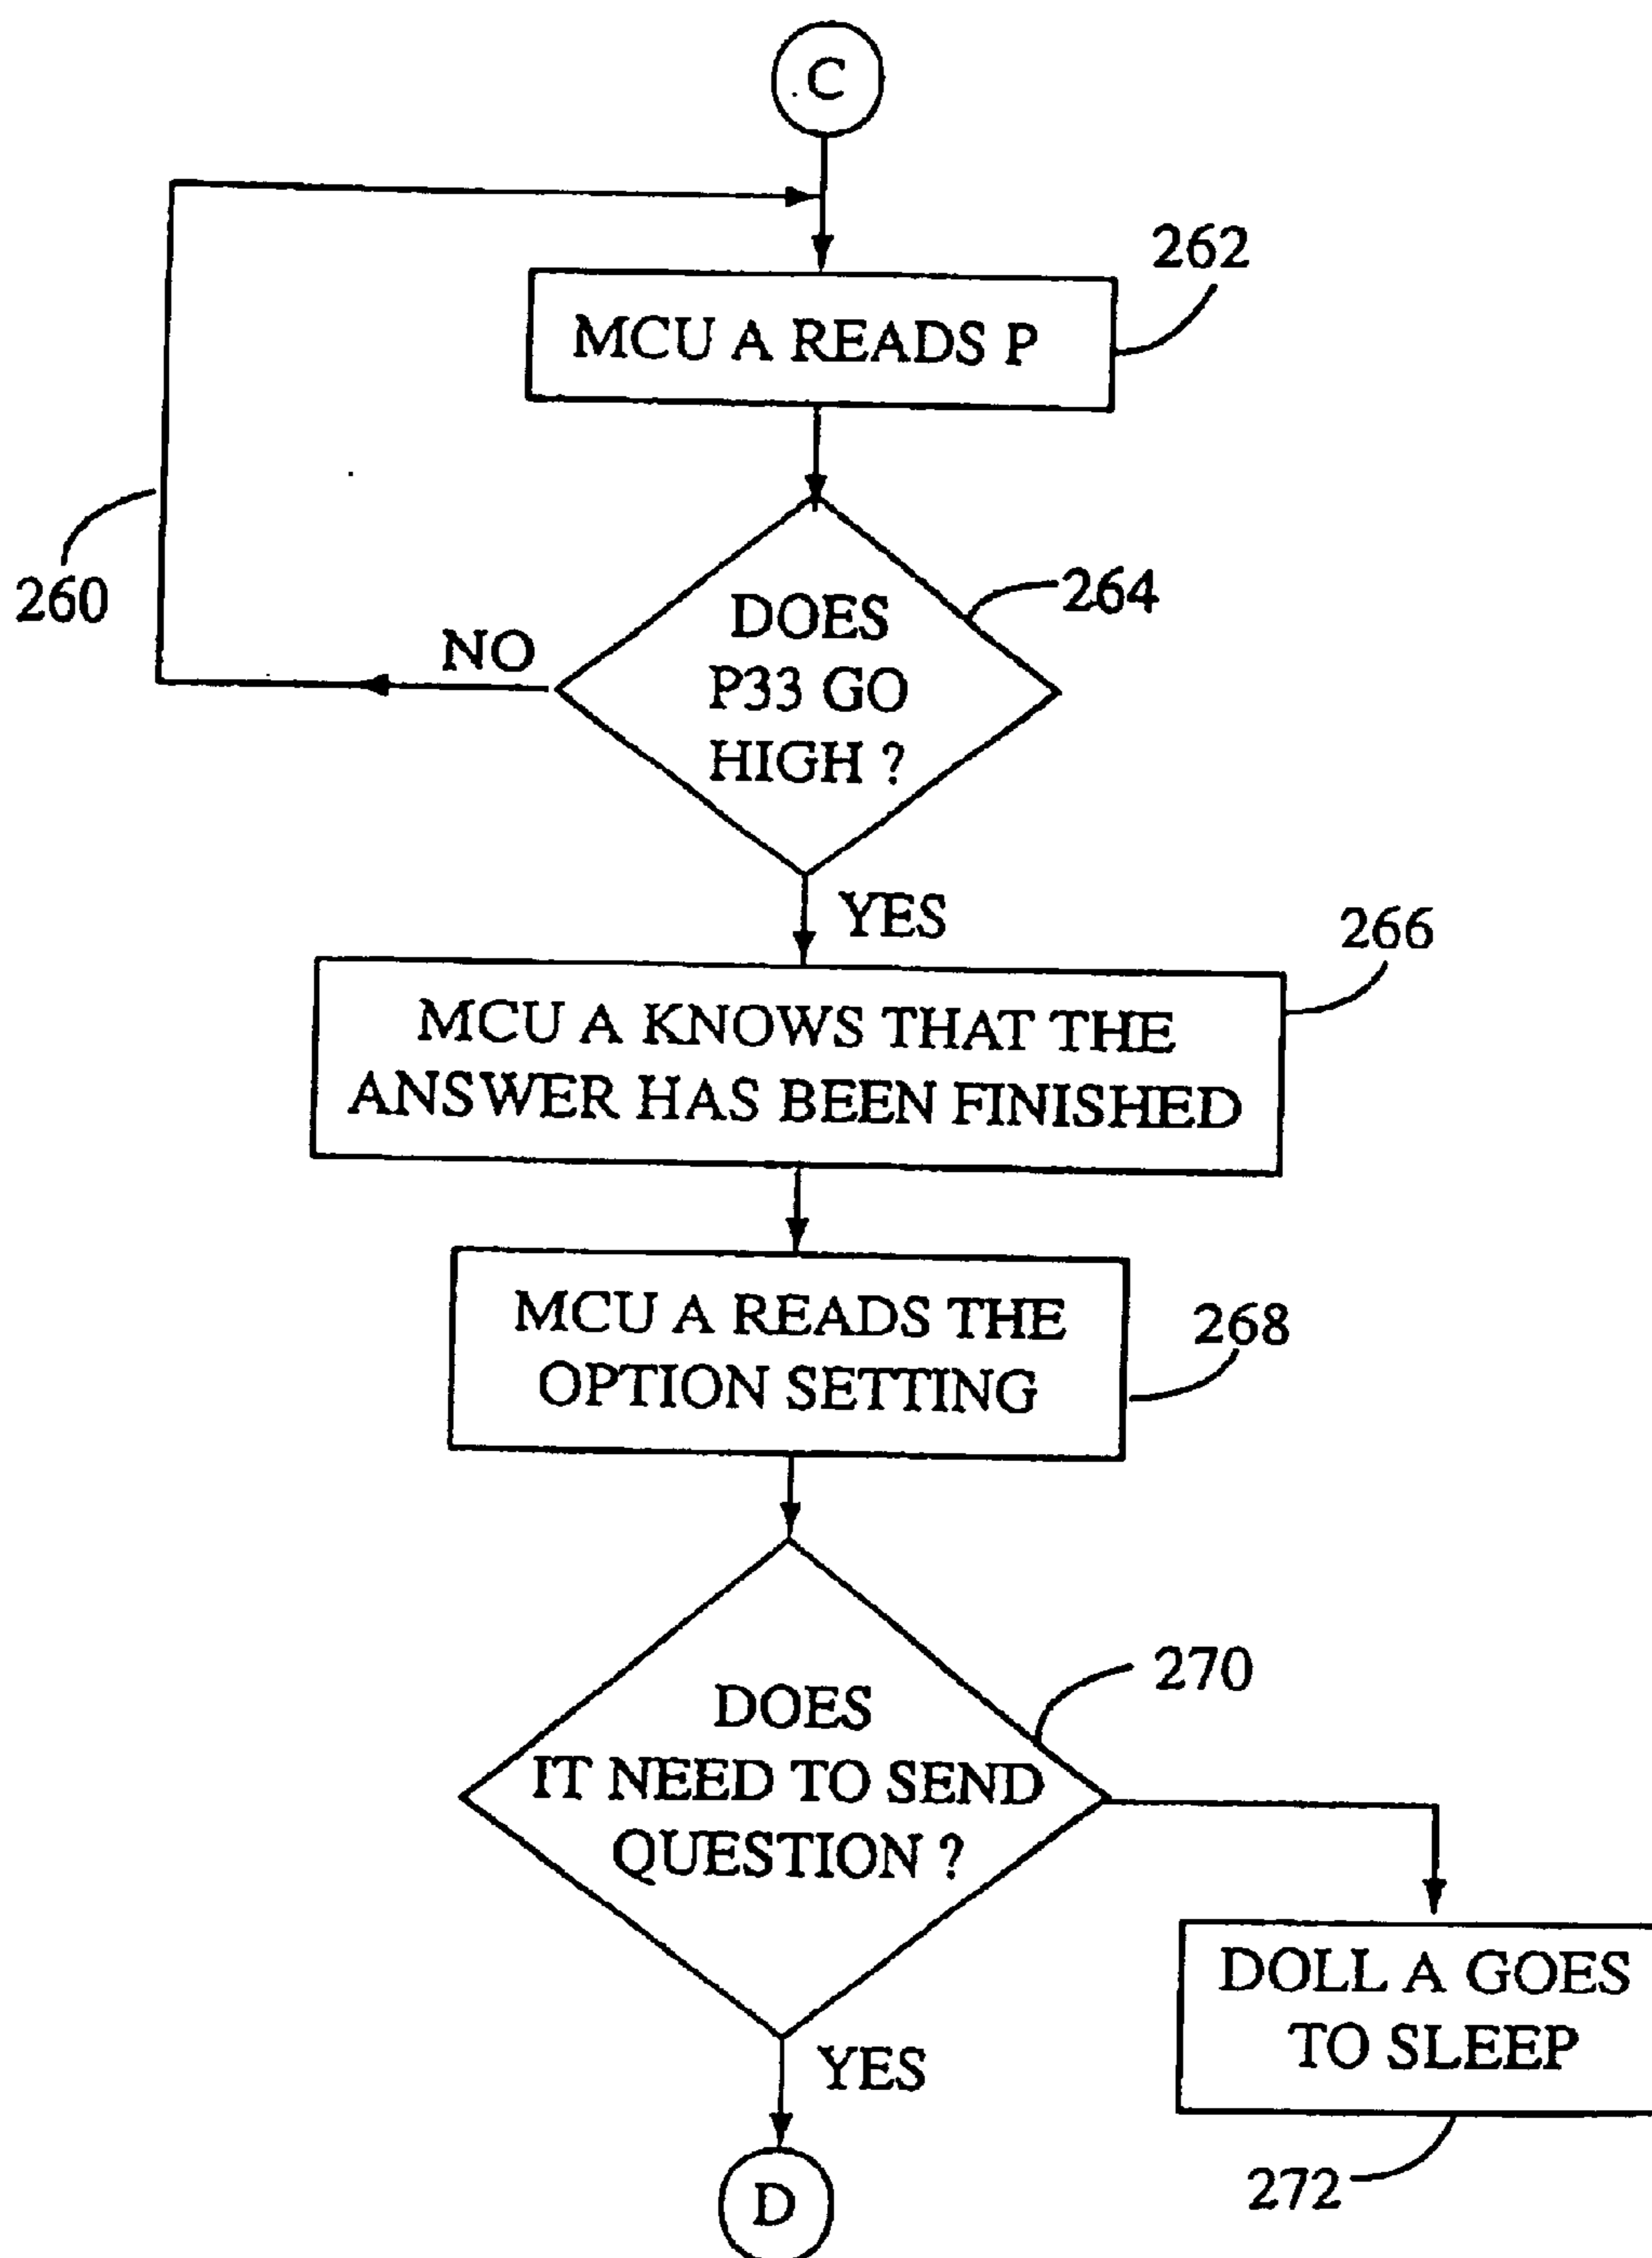 C
262
MCU A READS P
260
264
DOES
P33 GO
HIGH ?
NO
YES
266
MCU A KNOWS THAT THE
ANSWER HAS BEEN FINISHED
268
MCU A READS THE
OPTION SETTING
270
DOES
IT NEED TO SEND
QUESTION ?
DOLL A GOES
TO SLEEP
YES
272
D